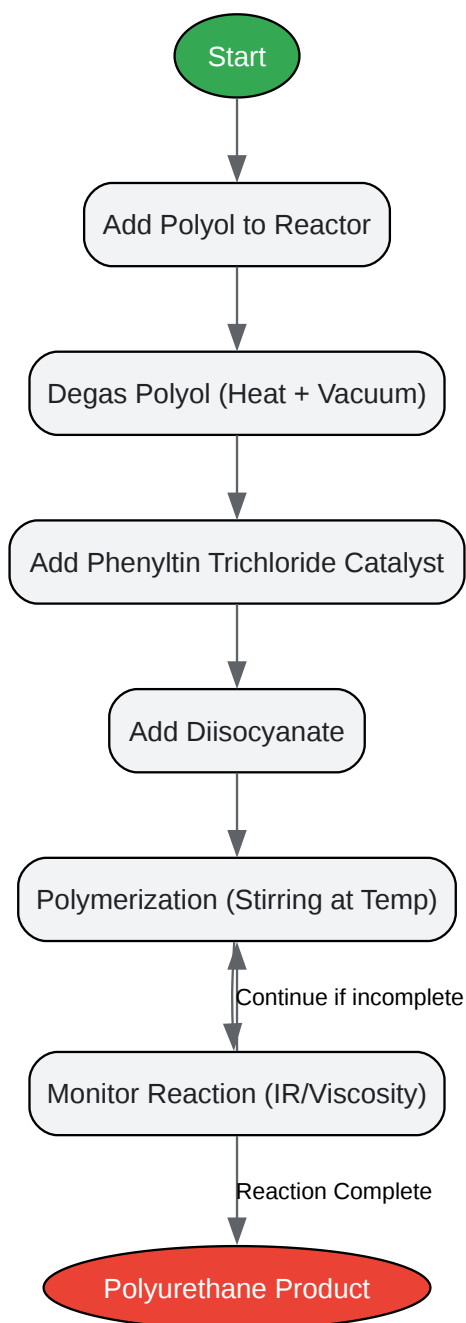 Start
Add Polyol to Reactor
Degas Polyol (Heat + Vacuum)
Add Phenyltin Trichloride Catalyst
Add Diisocyanate
Polymerization (Stirring at Temp)
Continue if incomplete
Monitor Reaction (IR/Viscosity)
Reaction Complete
Polyurethane Product